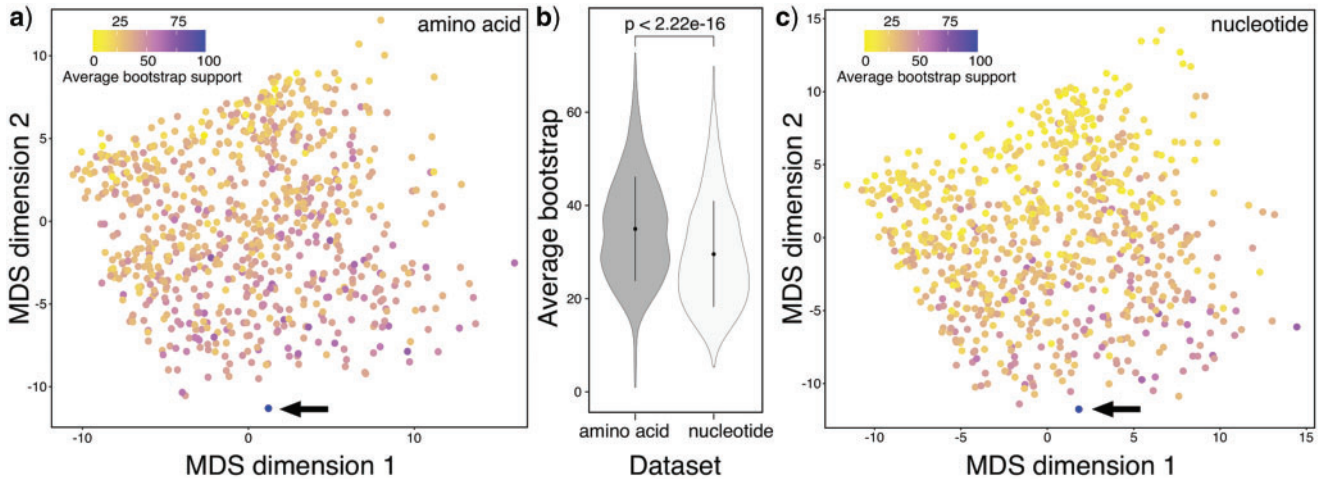 a)
amino acid
25 75
0 50 100
Average bootstrap support
10
5
0
-5
-10
MDS dimension 2
-10 0 10
MDS dimension 1
b)
p < 2.22e-16
60
40
20
0
Average bootstrap
amino acid nucleotide
Dataset
c)
nucleotide
25 75
0 50 100
Average bootstrap support
15
10
5
0
-5
-10
MDS dimension 2
-10 -5 0 5 10 15
MDS dimension 1